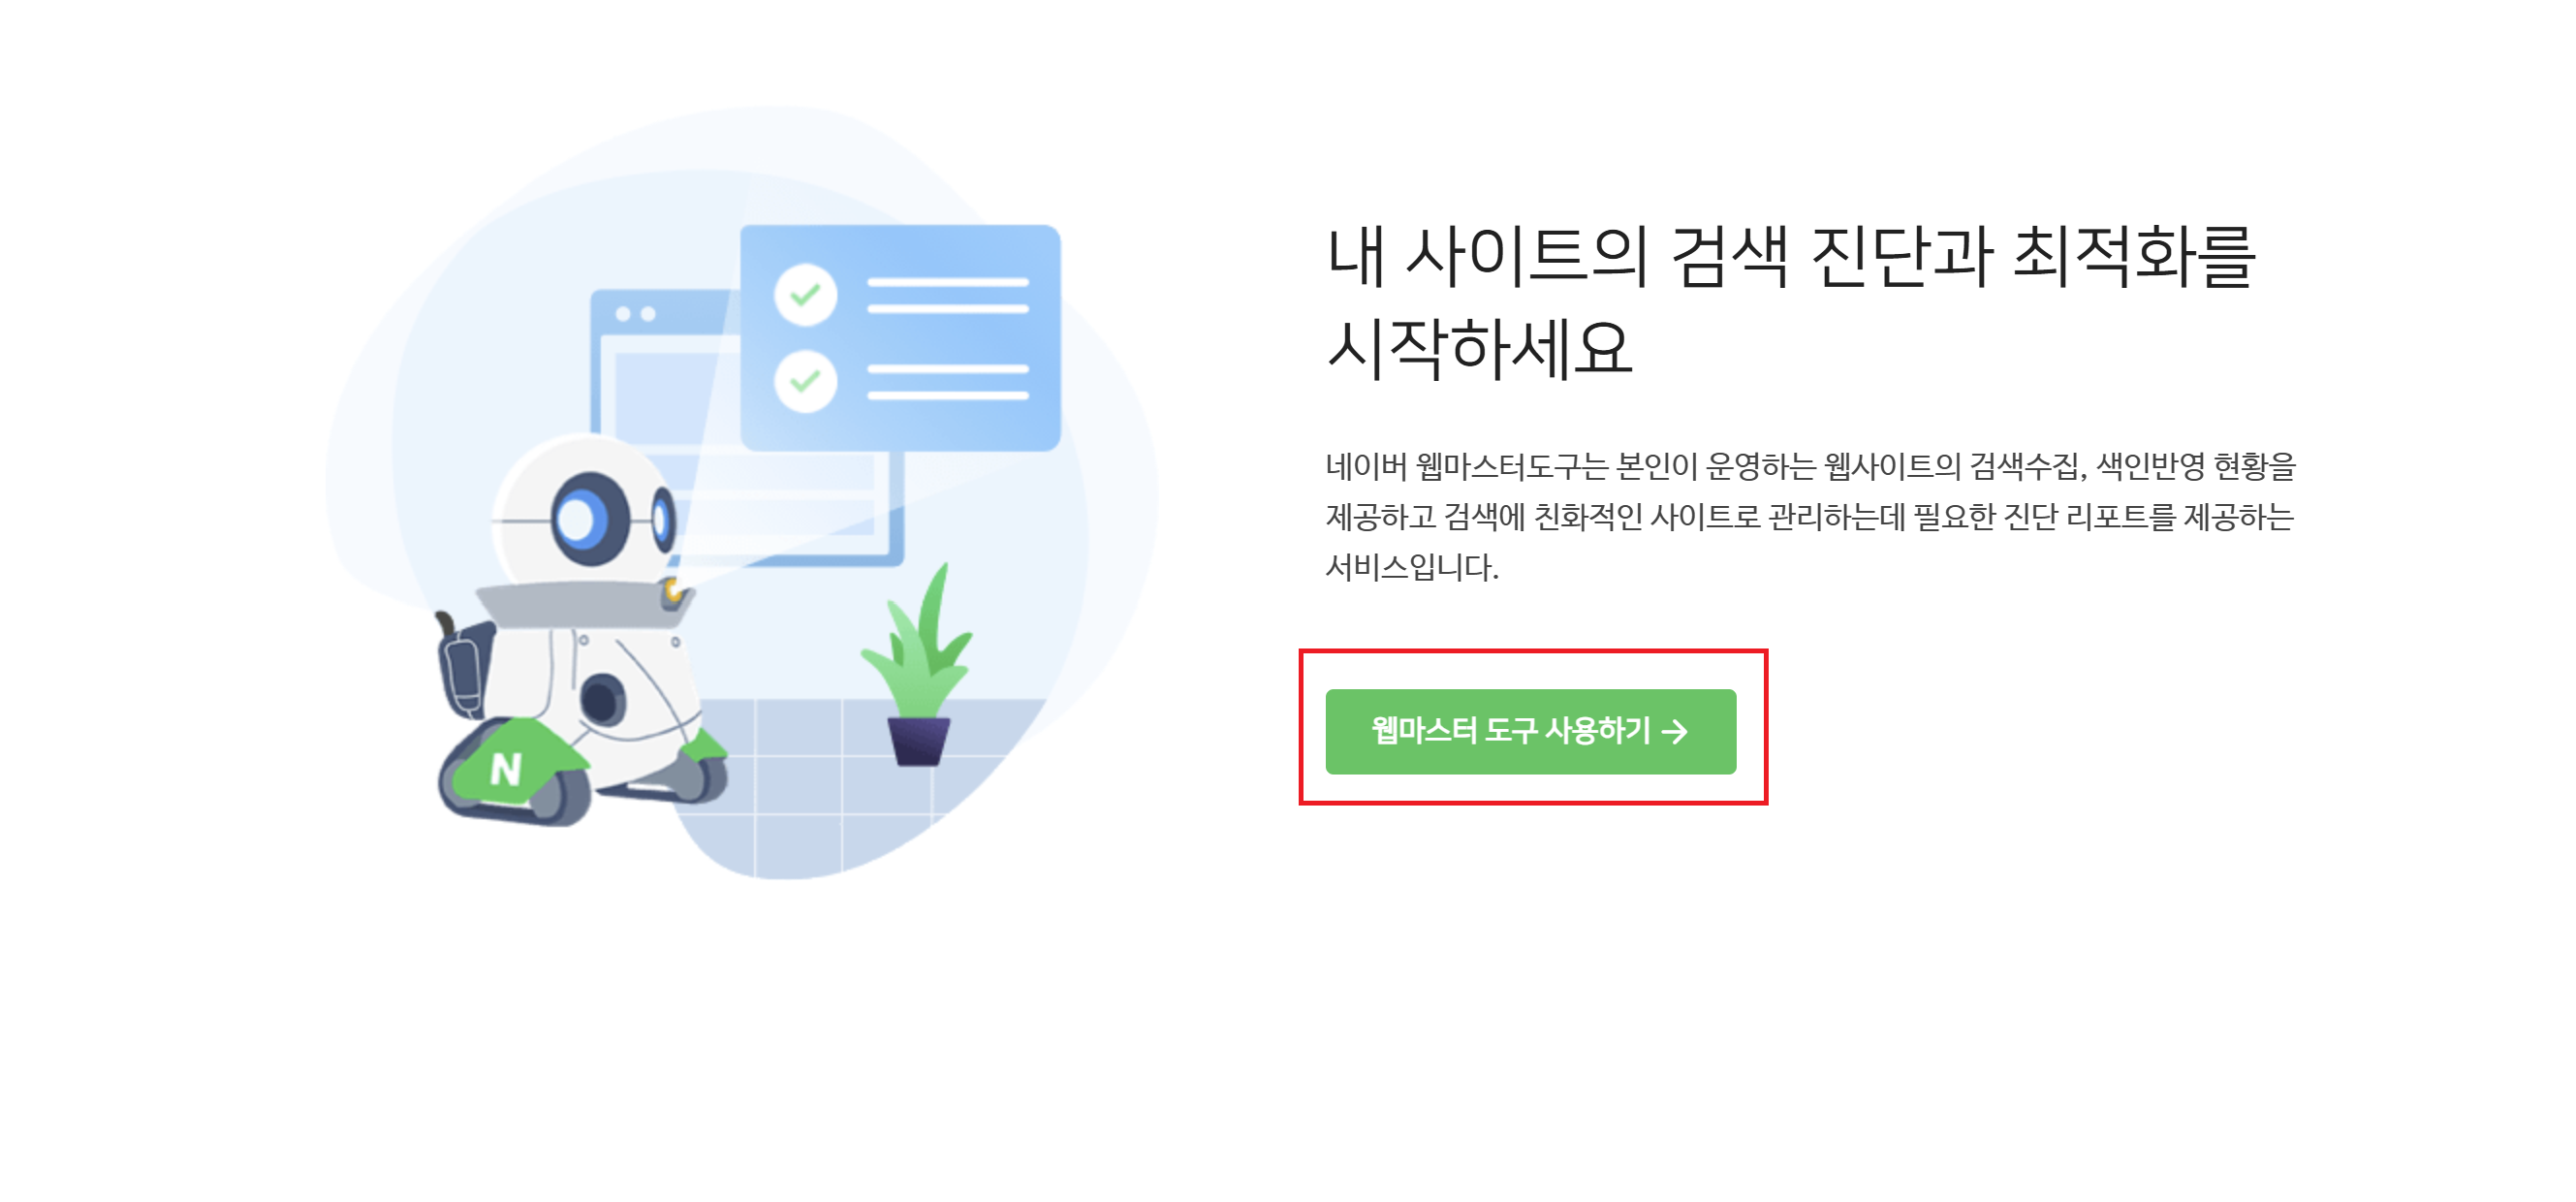 내 사이트의 검색 진단과 최적화를
시작하세요
네이버 웹마스터도구는 본인이 운영하는 웹사이트의 검색수집, 색인반영 현황을
제공하고 검색에 친화적인 사이트로 관리하는데 필요한 진단 리포트를 제공하는
서비스입니다.
웹마스터 도구 사용하기 →
N